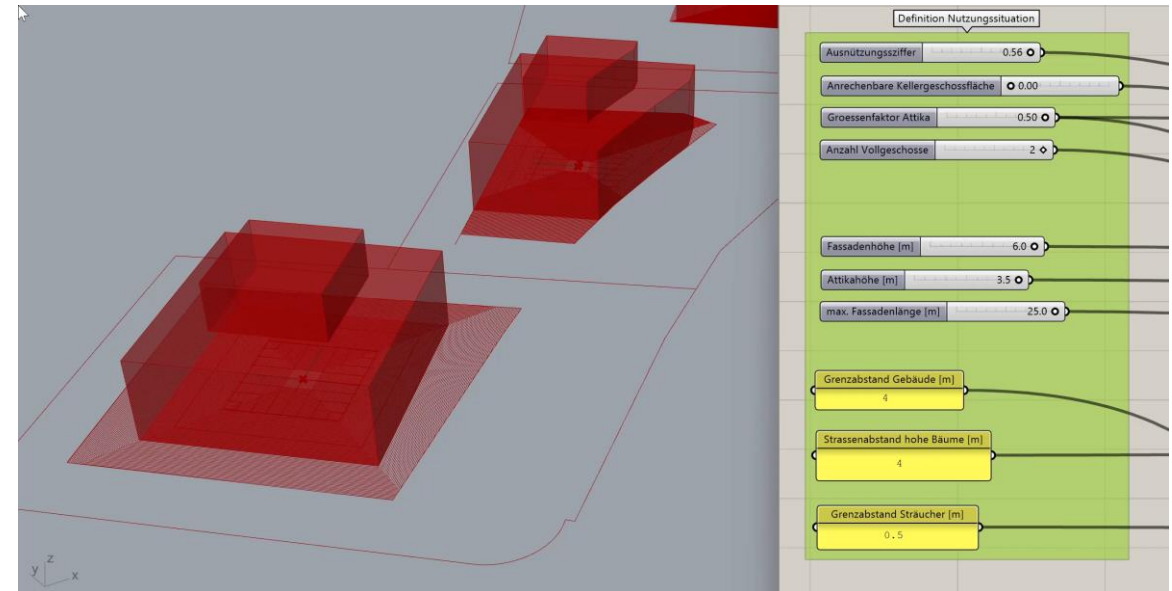 Definition Nutzungssituation
Ausnützungssziffer 0.56
Anrechenbare Kellergeschossfläche 0.00
Groessenfaktor Attika 0.50
Anzahl Vollgeschosse 2
Fassadenhöhe [m] 6.0
Attikahöhe [m] 3.5
max. Fassadenlänge [m] 25.0
Grenzabstand Gebäude [m]
4
Strassenabstand hohe Bäume [m]
4
Grenzabstand Sträucher [m]
0.5
z
y x